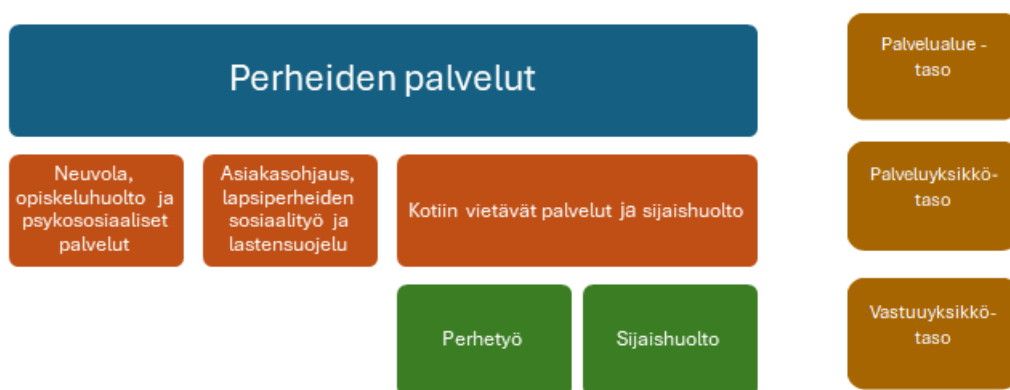 Perheiden palvelut
Palvelualue -
taso
Neuvola,
opiskeluhuolto ja
psykososiaaliset
palvelut
Asiakasohjaus,
lapsiperheiden
sosiaalityö ja
lastensuojelu
Kotiin vietävät palvelut ja sijaishuolto
Palveluyksikkö-
taso
Perhetyö
Sijaishuolto
Vastuuyksikkö-
taso